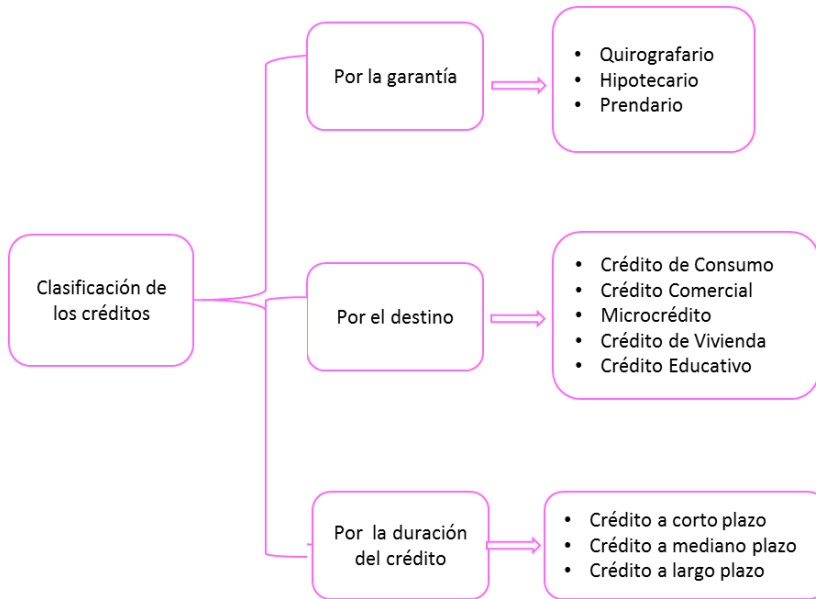 Clasificación de
los créditos
Por la garantía
• Quirografario
• Hipotecario
• Prendario
Por el destino
• Crédito de Consumo
• Crédito Comercial
• Microcrédito
• Crédito de Vivienda
• Crédito Educativo
Por la duración
del crédito
• Crédito a corto plazo
• Crédito a mediano plazo
• Crédito a largo plazo